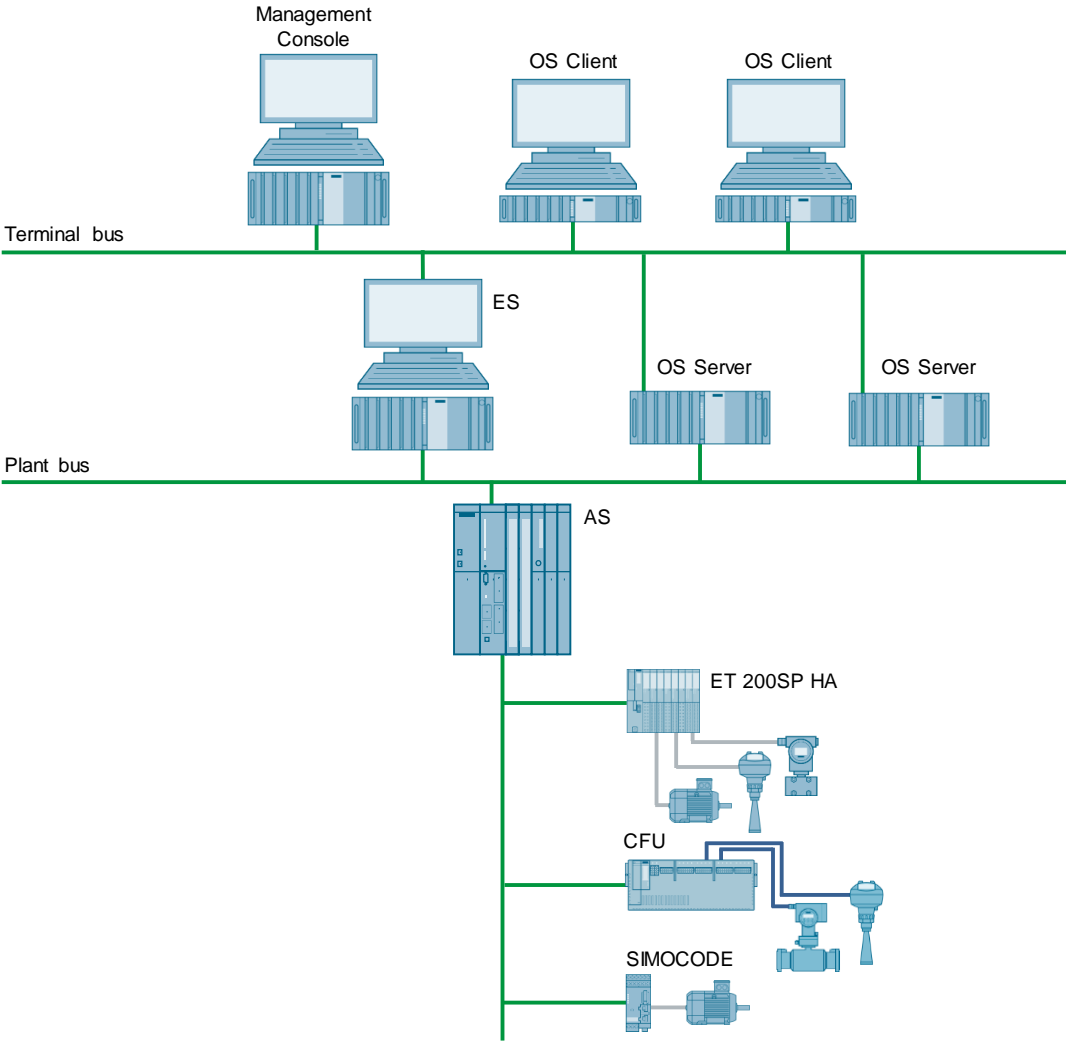 Management
Console
OS Client
OS Client
Terminal bus
ES
OS Server
OS Server
Plant bus
AS
ET 200SP HA
CFU
SIMOCODE